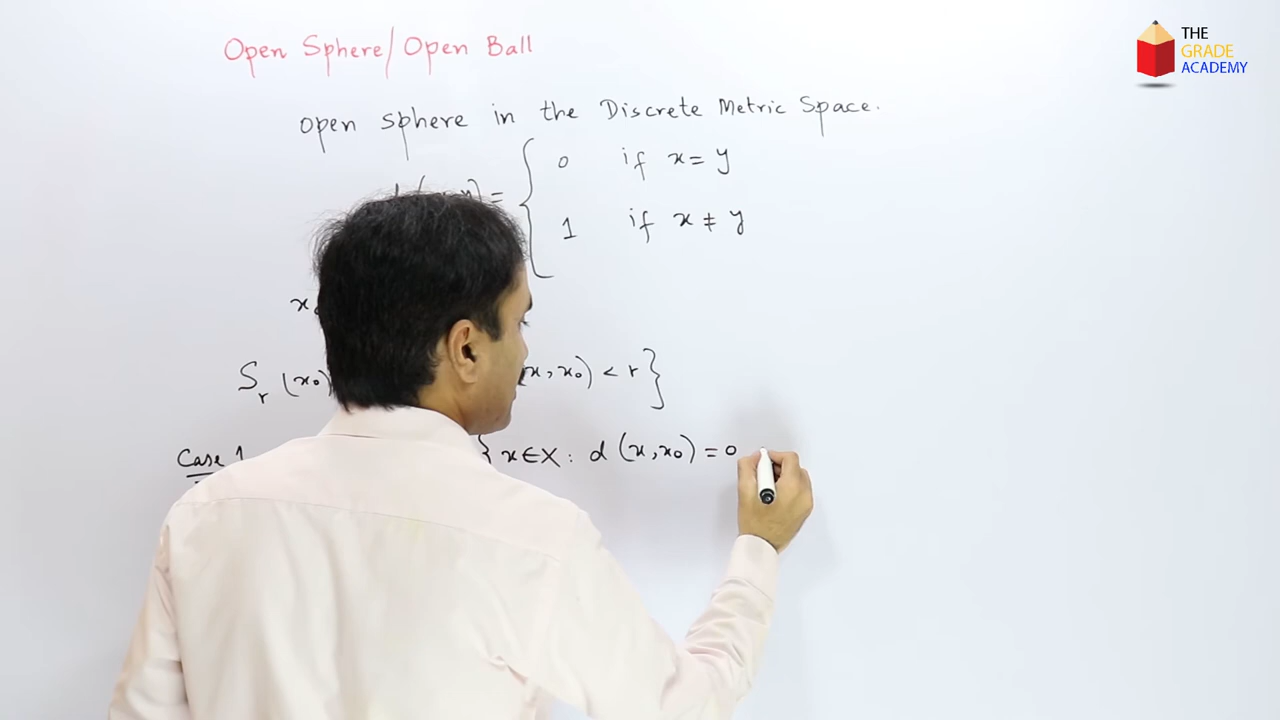 Open Sphere/Open Ball
THE
GRADE
ACADEMY
open sphere in the Discrete Metric Space.
0 if x = y
=
1 if x ≠ y
x
S_r (x₀) x, x₀) < r }
Case 1 { x ∈ X : d (x, x₀) = 0